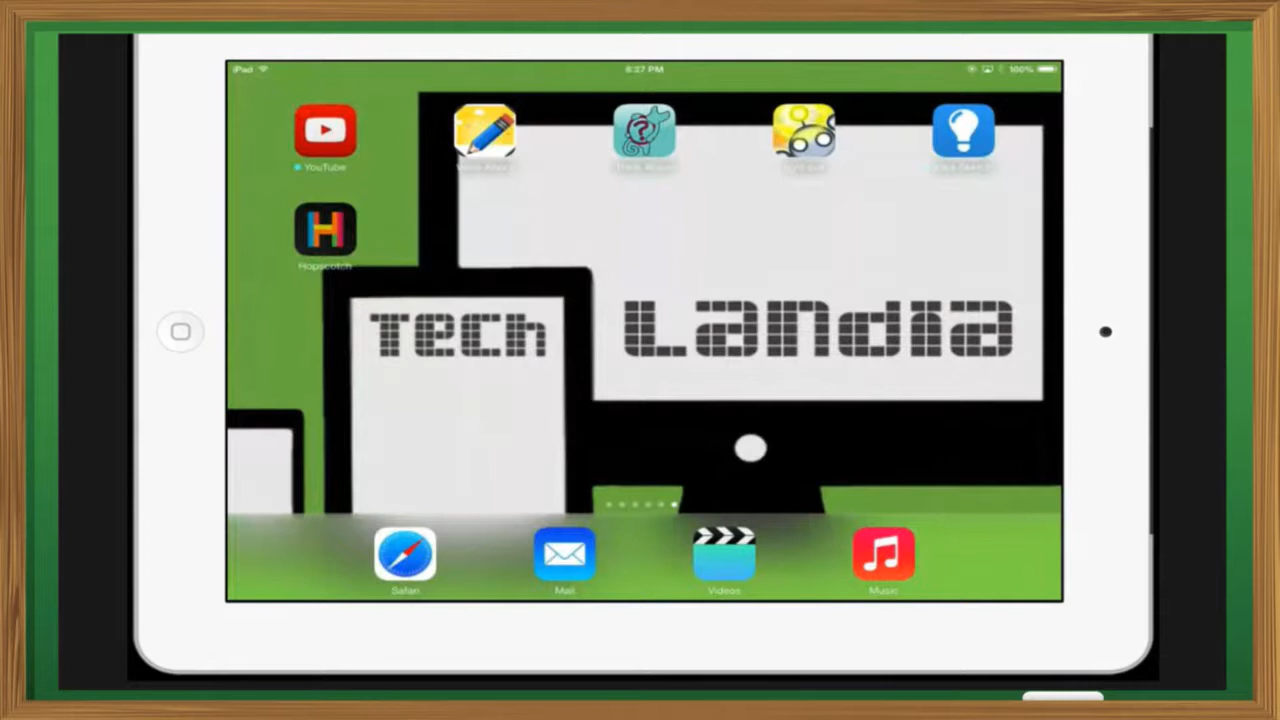 iPad 6:27 PM 100%
YouTube
Hopscotch
H
TECh LaNdIa
Safari Mail Videos Music